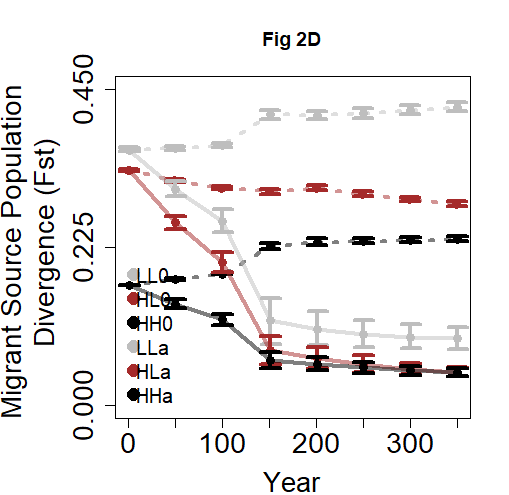 Fig 2D
Migrant Source Population
Divergence (Fst)
0.450
0.225
0.000
LL0
HL0
HH0
LLa
HLa
HHa
0 100 200 300
Year